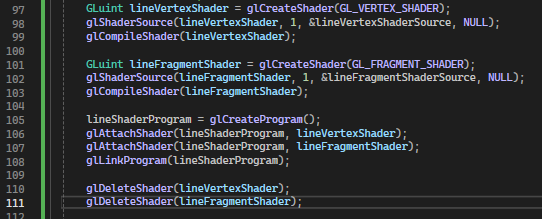 97 GLuint lineVertexShader = glCreateShader(GL_VERTEX_SHADER);
98 glShaderSource(lineVertexShader, 1, &lineVertexShaderSource, NULL);
99 glCompileShader(lineVertexShader);
100
101 GLuint lineFragmentShader = glCreateShader(GL_FRAGMENT_SHADER);
102 glShaderSource(lineFragmentShader, 1, &lineFragmentShaderSource, NULL);
103 glCompileShader(lineFragmentShader);
104
105 lineShaderProgram = glCreateProgram();
106 glAttachShader(lineShaderProgram, lineVertexShader);
107 glAttachShader(lineShaderProgram, lineFragmentShader);
108 glLinkProgram(lineShaderProgram);
109
110 glDeleteShader(lineVertexShader);
111 glDeleteShader(lineFragmentShader);
112